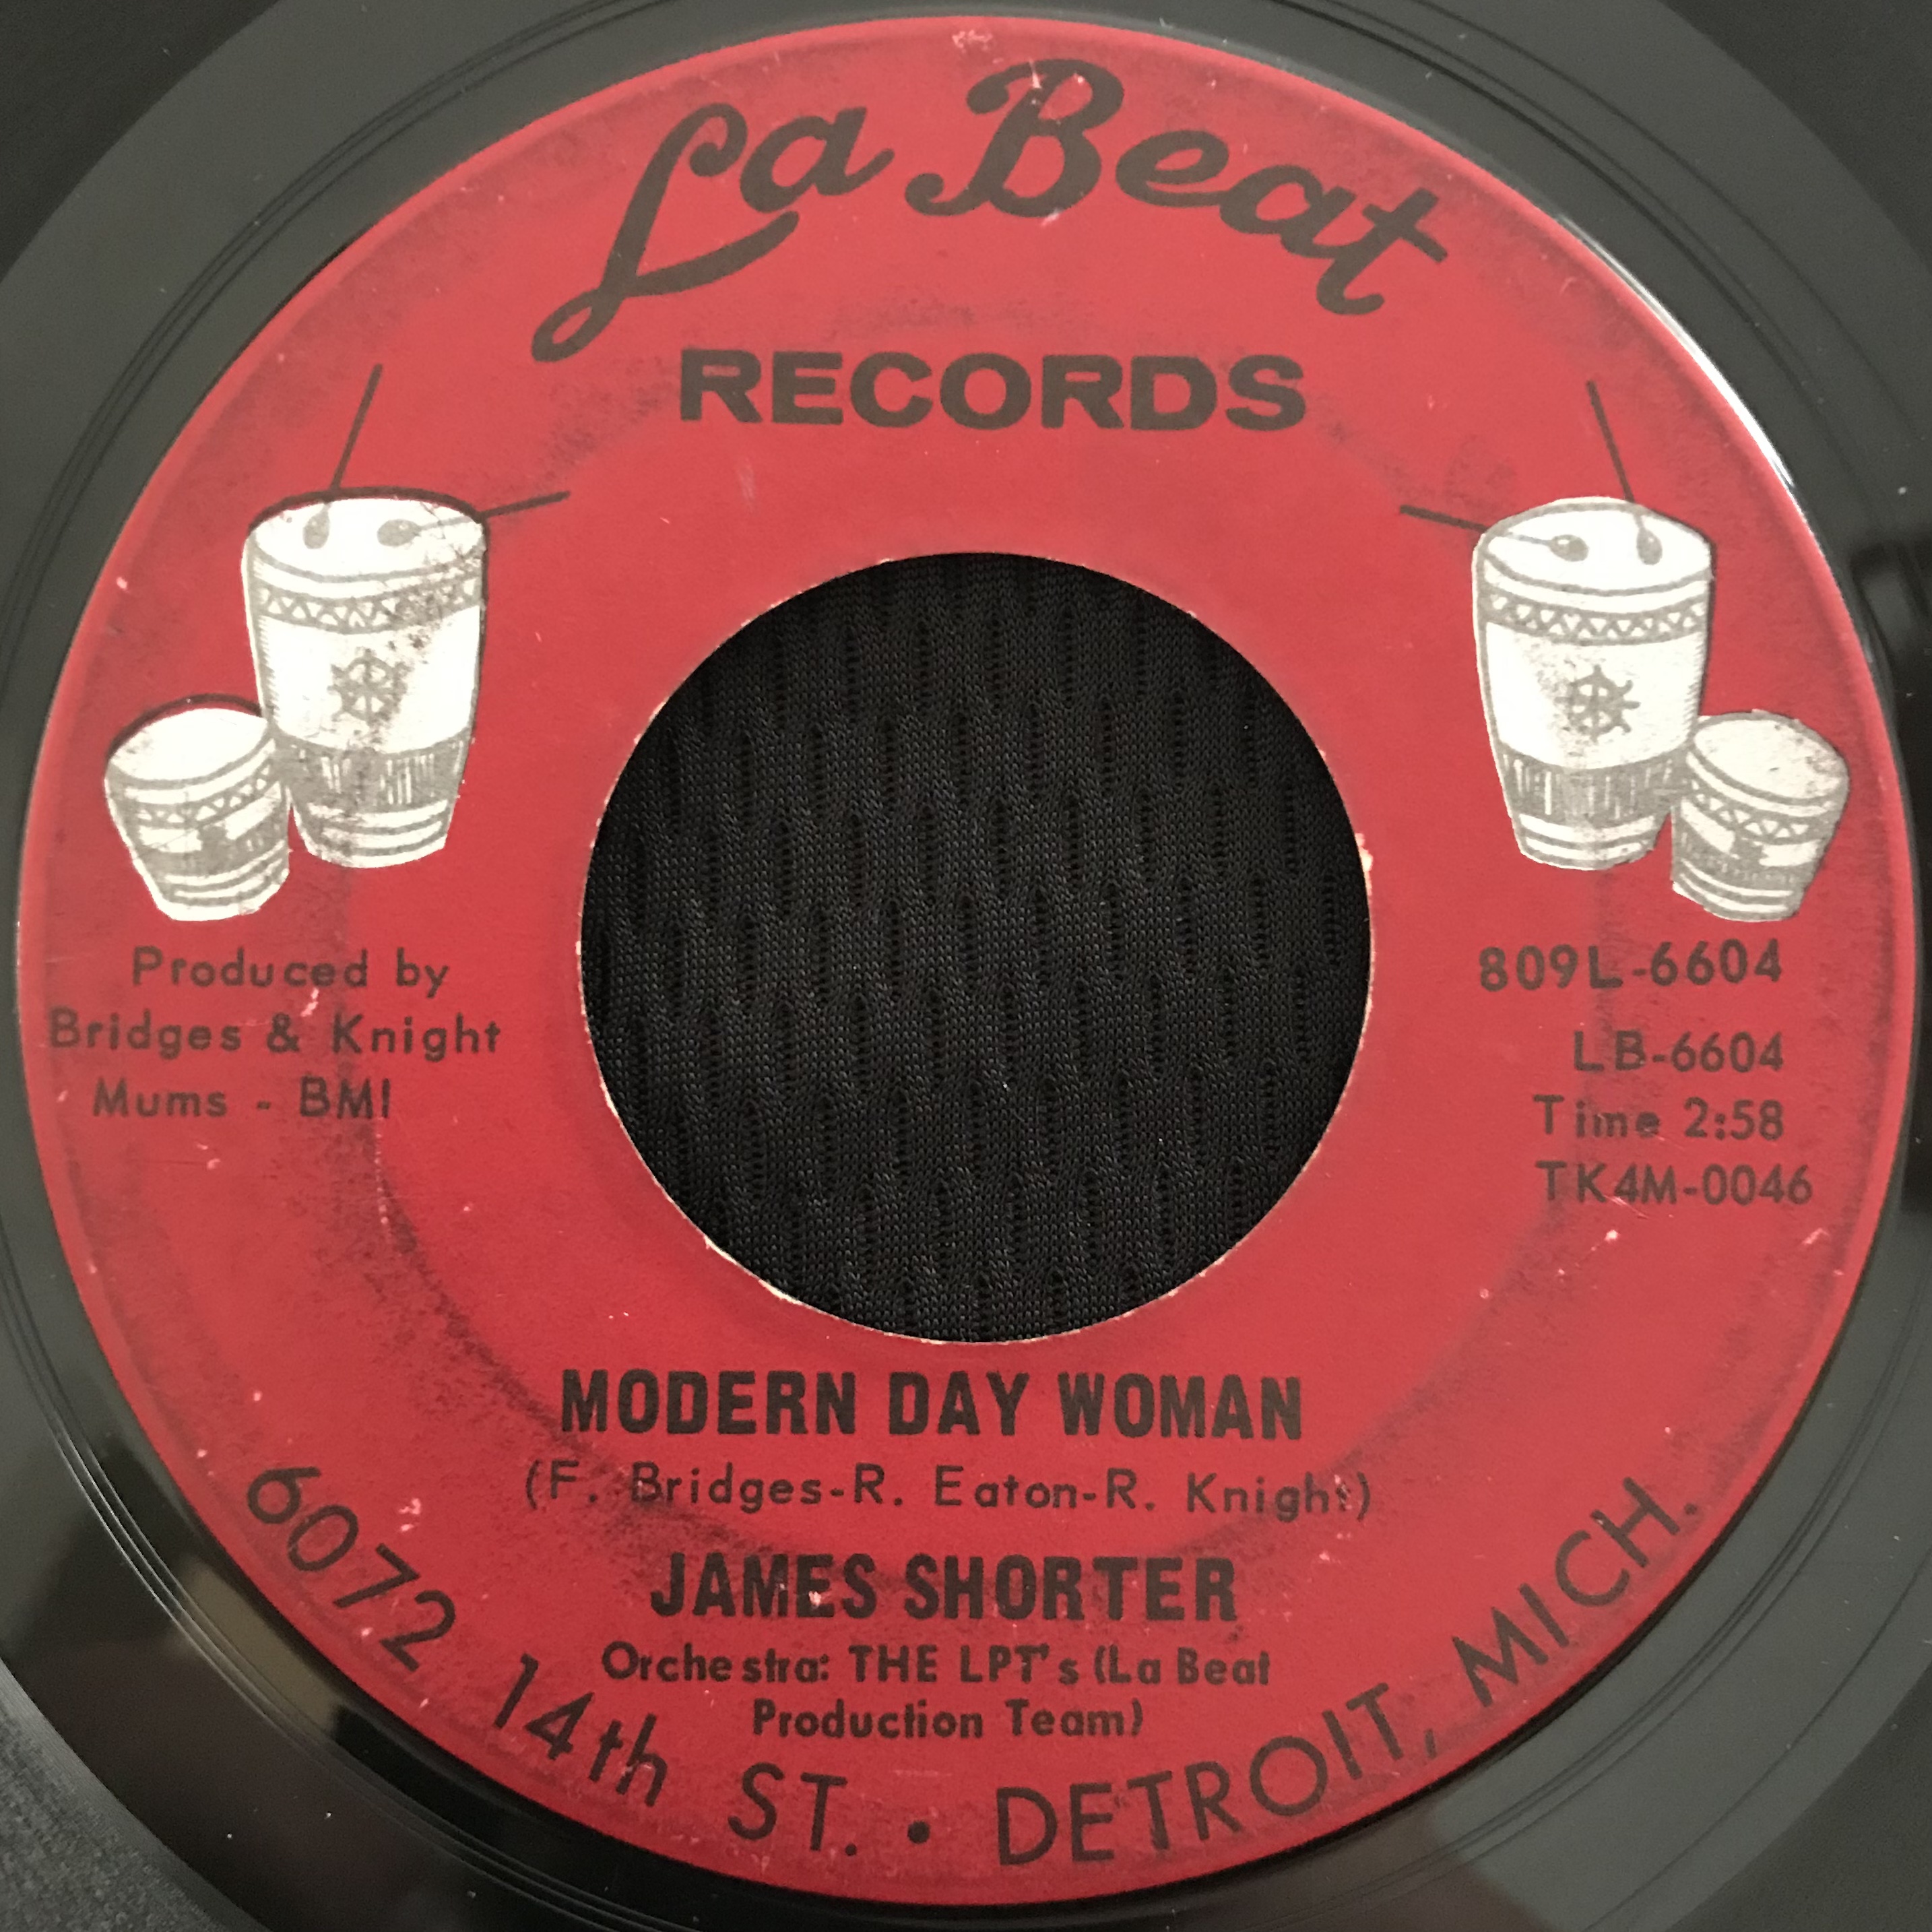 La Beat
RECORDS
Produced by
Bridges & Knight
Mums - BMI
809L-6604
LB-6604
Time 2:58
TK4M-0046
MODERN DAY WOMAN
(F. Bridges-R. Eaton-R. Knight)
JAMES SHORTER
Orchestra: THE LPT's (La Beat
Production Team)
6072 14th ST. • DETROIT, MICH.